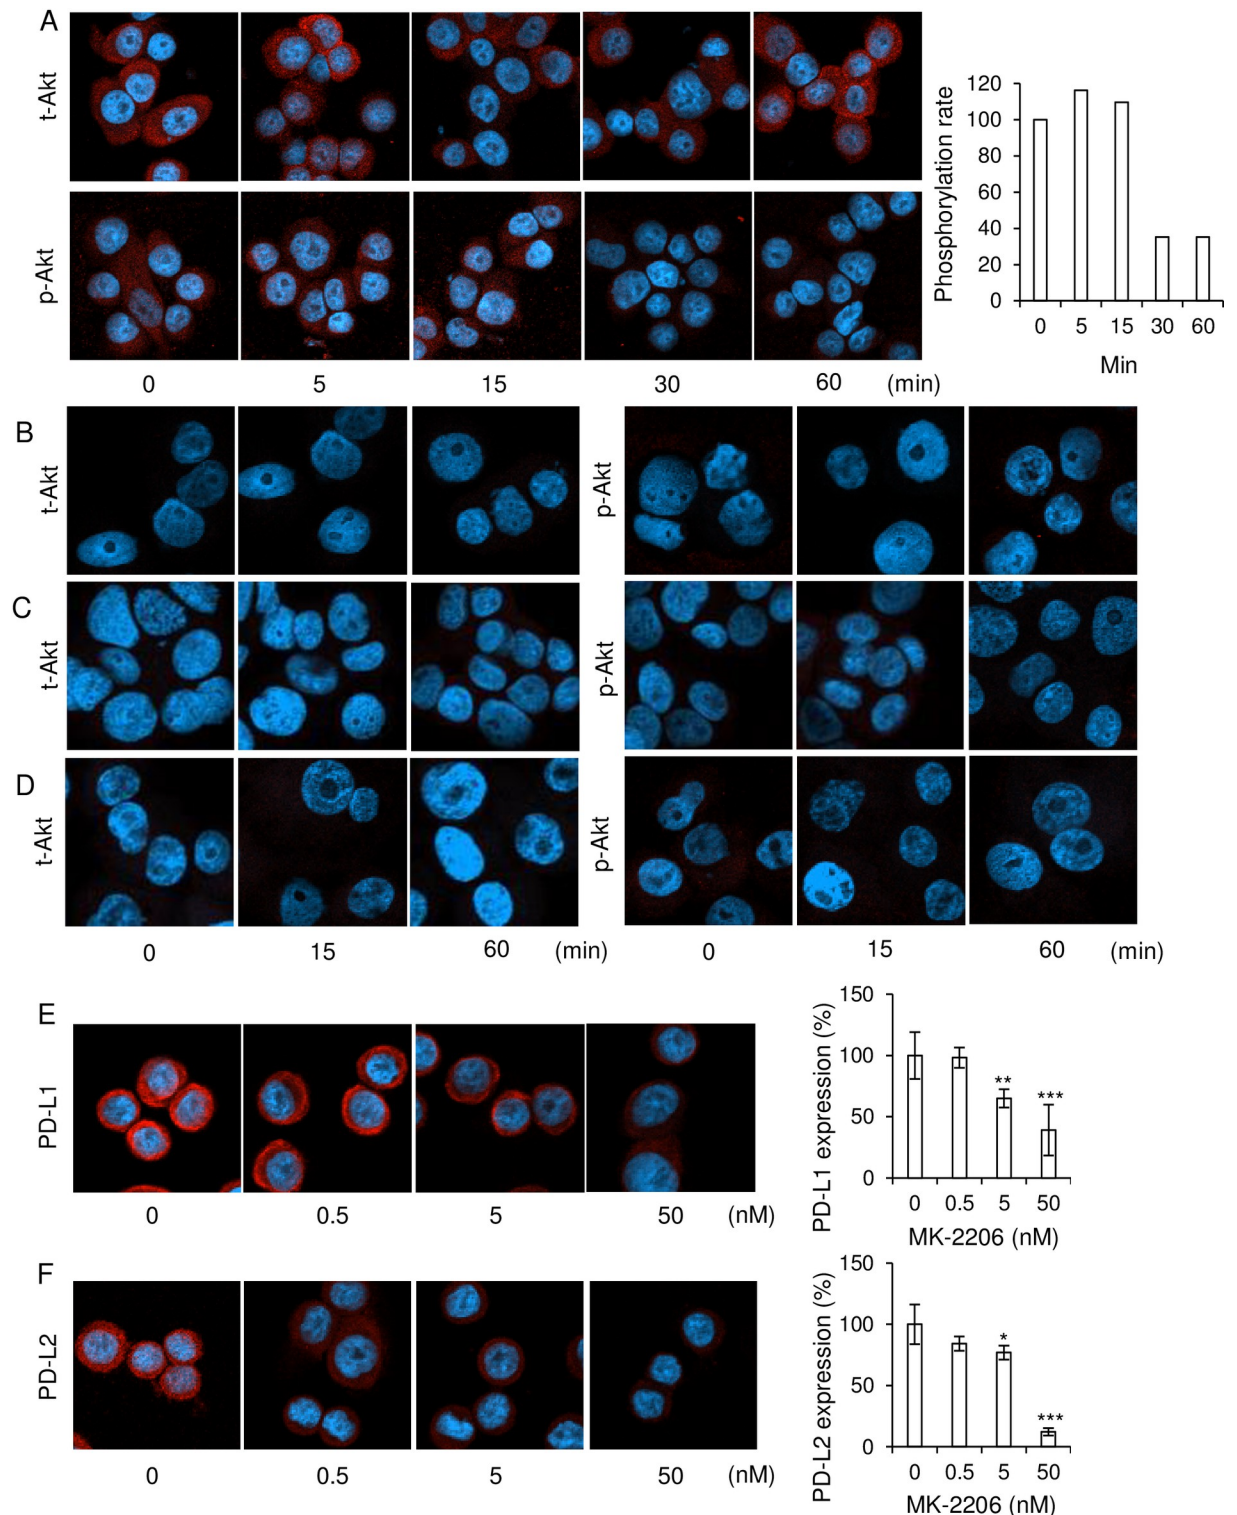 A
t-Akt
p-Akt
0 5 15 30 60 (min)
Phosphorylation rate
120
100
80
60
40
20
0
0 5 15 30 60
Min
B
t-Akt
p-Akt
C
t-Akt
p-Akt
D
t-Akt
p-Akt
0 15 60 (min)
0 15 60 (min)
E
PD-L1
0 0.5 5 50 (nM)
PD-L1 expression (%)
150
100
50
0
**
***
0 0.5 5 50
MK-2206 (nM)
F
PD-L2
0 0.5 5 50 (nM)
PD-L2 expression (%)
150
100
50
0
*
***
0 0.5 5 50
MK-2206 (nM)